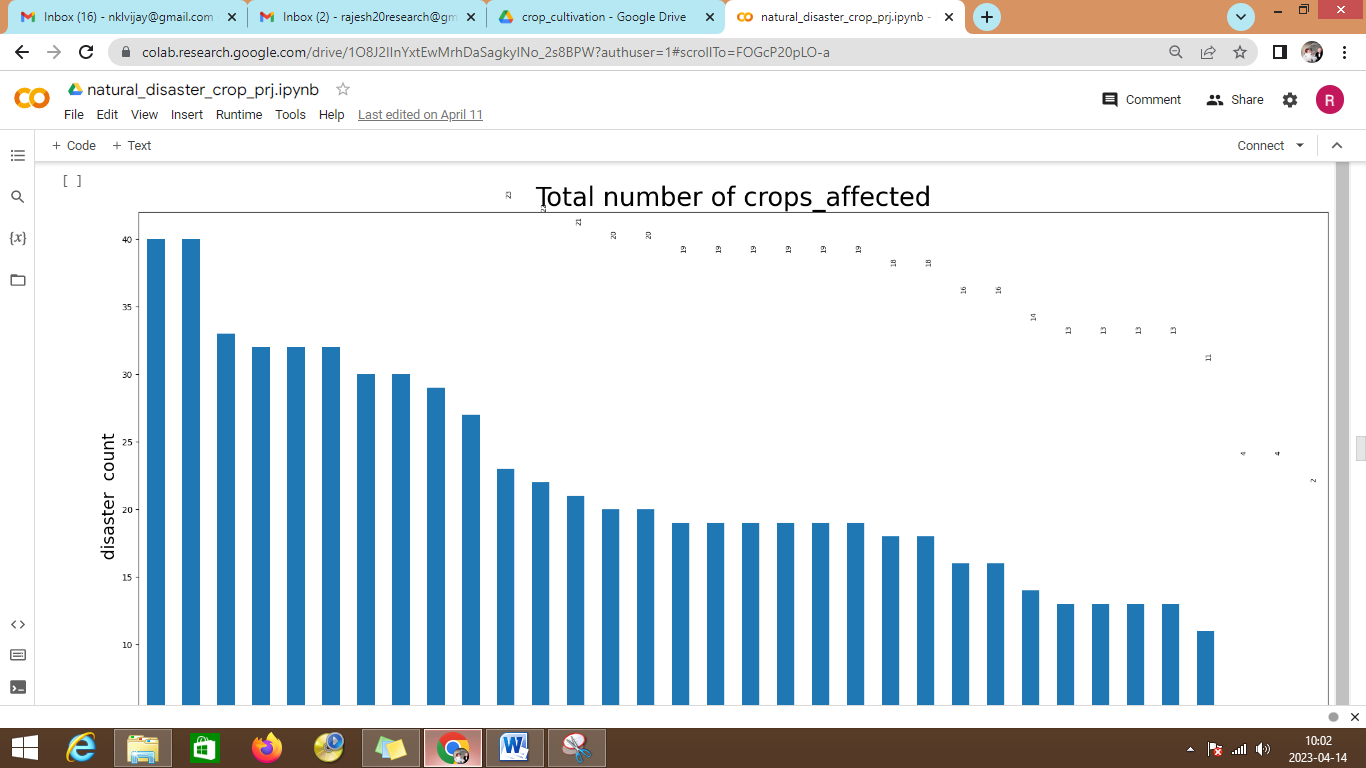 Inbox (16) - nklvijay@gmail.com
Inbox (2) - rajesh20research@gm
crop_cultivation - Google Drive
natural_disaster_crop_prj.ipynb -
colab.research.google.com/drive/1O8J2IInYxtEwMrhDaSagkyINo_2s8BPW?authuser=1#scrollTo=FOGcP20pLO-a
natural_disaster_crop_prj.ipynb
File Edit View Insert Runtime Tools Help Last edited on April 11
Comment Share R
+ Code + Text
Connect
{x}
[ ]
Total number of crops_affected
23 22 21 20 20 19 19 19 19 19 19 18 18 16 16 14 13 13 13 13 11 4 4 2
40
35
30
25
20
15
10
disaster count
10:02
2023-04-14